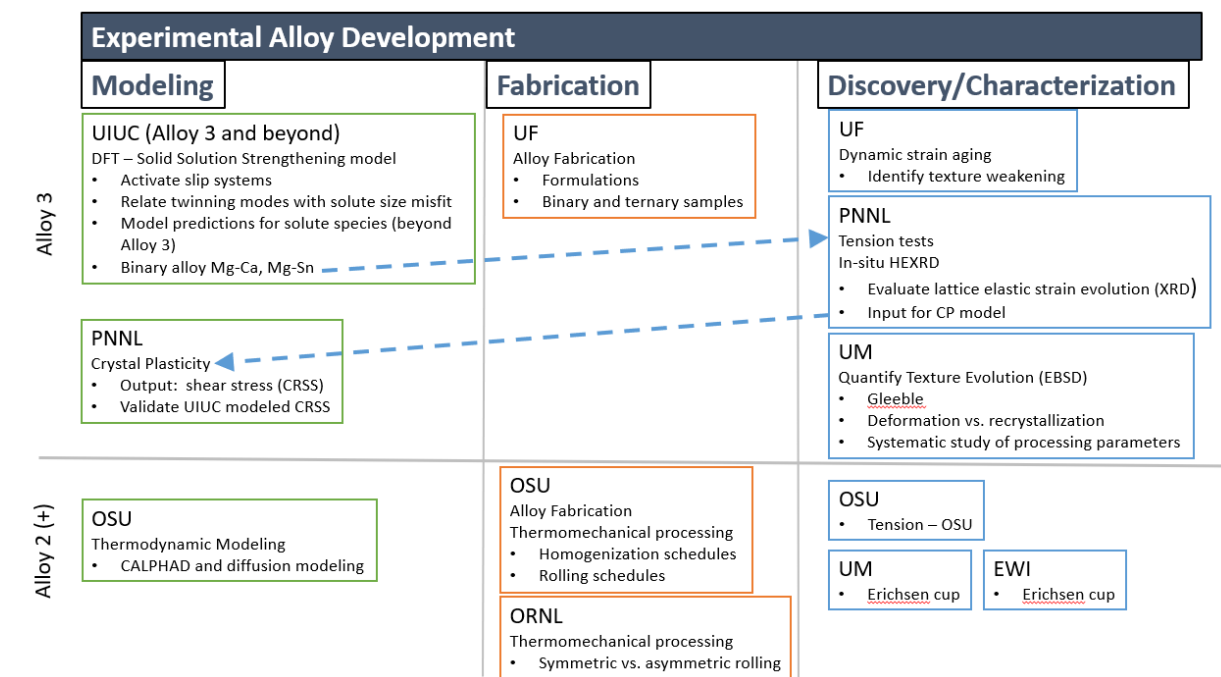 Experimental Alloy Development
Modeling
Fabrication
Discovery/Characterization
Alloy 3
UIUC (Alloy 3 and beyond)
DFT – Solid Solution Strengthening model
• Activate slip systems
• Relate twinning modes with solute size misfit
• Model predictions for solute species (beyond
Alloy 3)
• Binary alloy Mg-Ca, Mg-Sn
PNNL
Crystal Plasticity
• Output: shear stress (CRSS)
• Validate UIUC modeled CRSS
UF
Alloy Fabrication
• Formulations
• Binary and ternary samples
UF
Dynamic strain aging
• Identify texture weakening
PNNL
Tension tests
In-situ HEXRD
• Evaluate lattice elastic strain evolution (XRD)
• Input for CP model
UM
Quantify Texture Evolution (EBSD)
• Gleeble
• Deformation vs. recrystallization
• Systematic study of processing parameters
Alloy 2 (+)
OSU
Thermodynamic Modeling
• CALPHAD and diffusion modeling
OSU
Alloy Fabrication
Thermomechanical processing
• Homogenization schedules
• Rolling schedules
ORNL
Thermomechanical processing
• Symmetric vs. asymmetric rolling
OSU
• Tension – OSU
UM
• Erichsen cup
EWI
• Erichsen cup